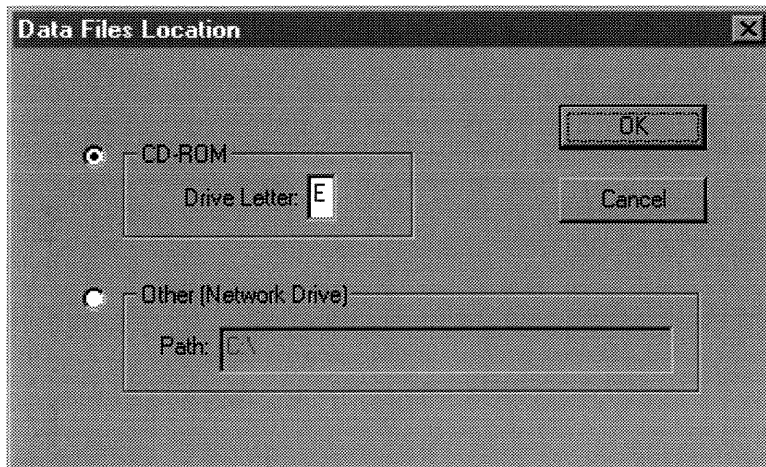 Data Files Location
CD-ROM
Drive Letter: E
OK
Cancel
Other (Network Drive)
Path: C:\